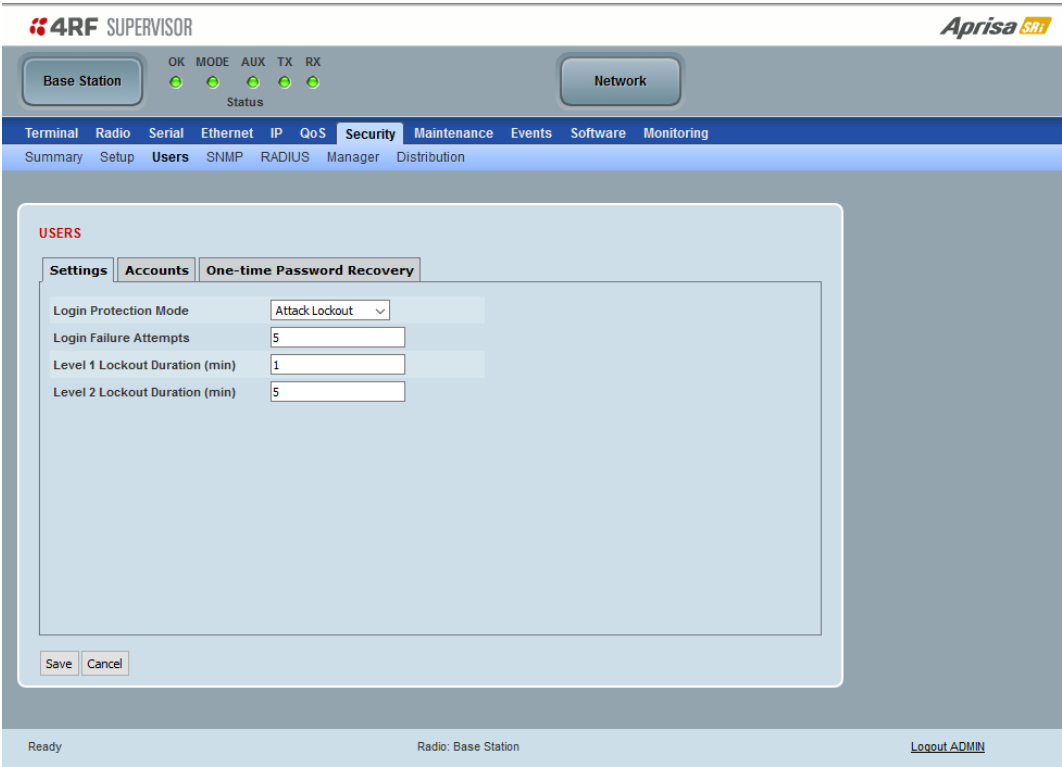 4RF SUPERVISOR
Aprisa SRi
OK MODE AUX TX RX
Base Station
Status
Network
Terminal Radio Serial Ethernet IP QoS Security Maintenance Events Software Monitoring
Summary Setup Users SNMP RADIUS Manager Distribution
USERS
Settings Accounts One-time Password Recovery
Login Protection Mode Attack Lockout
Login Failure Attempts 5
Level 1 Lockout Duration (min) 1
Level 2 Lockout Duration (min) 5
Save Cancel
Ready Radio: Base Station Logout ADMIN